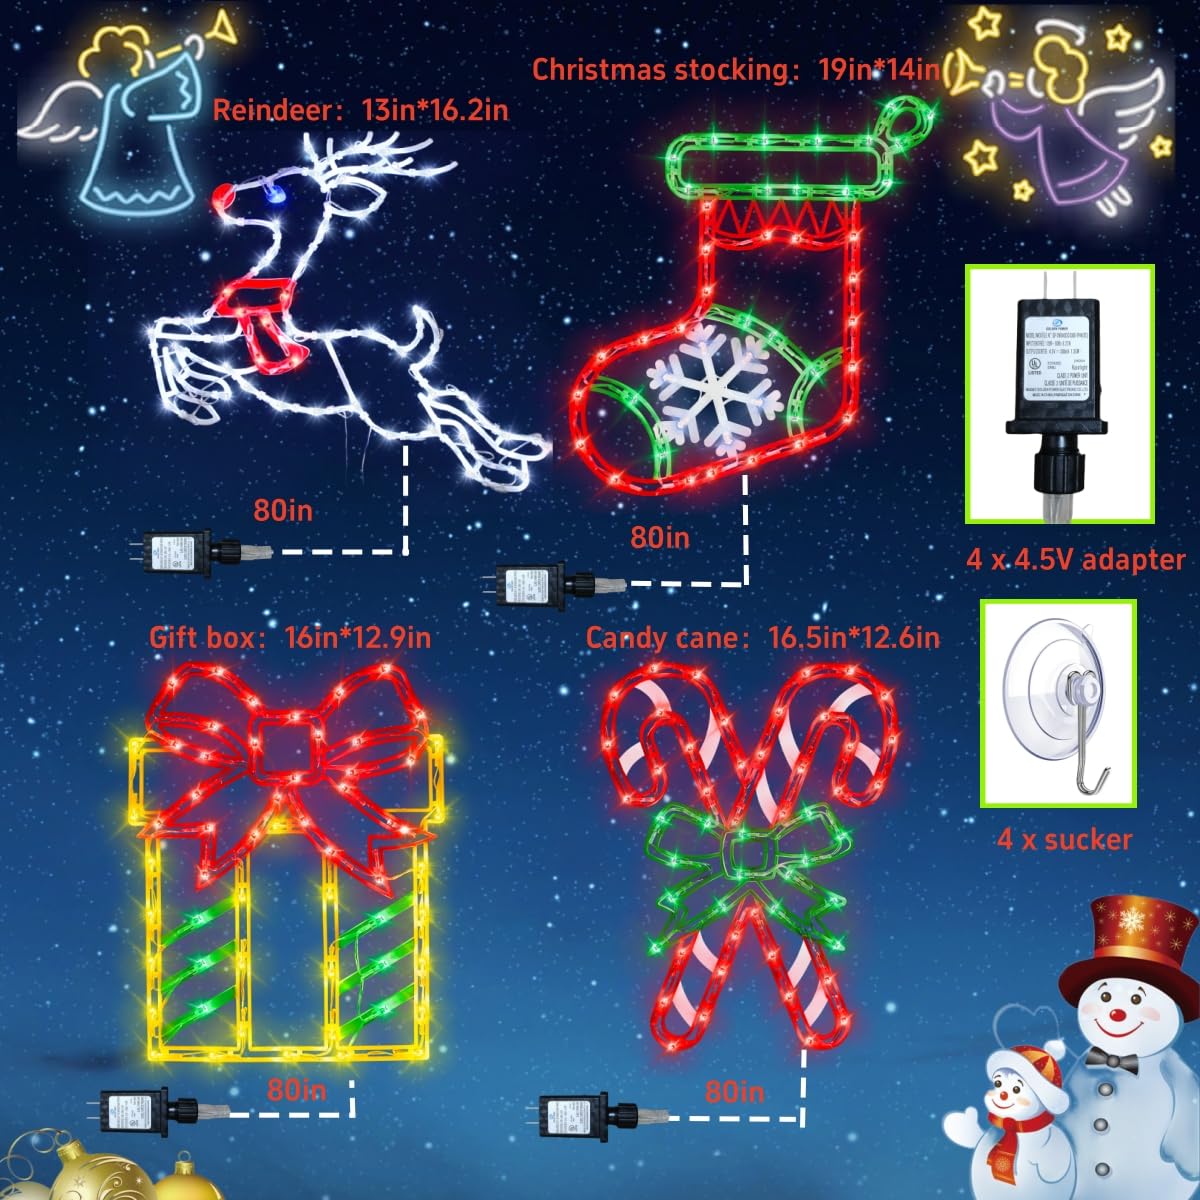 Christmas stocking: 19in*14in
Reindeer: 13in*16.2in
80in
80in
4 x 4.5V adapter
Gift box: 16in*12.9in
Candy cane: 16.5in*12.6in
4 x sucker
80in
80in